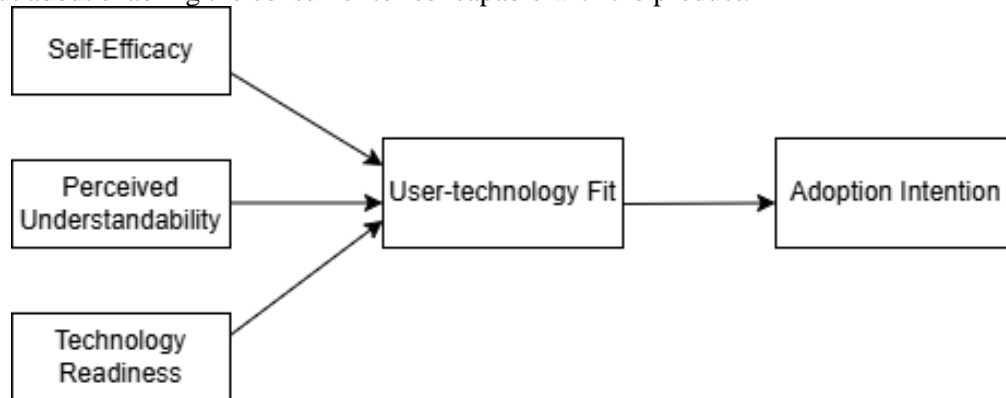 Self-Efficacy
Perceived
Understandability
User-technology Fit
Adoption Intention
Technology
Readiness